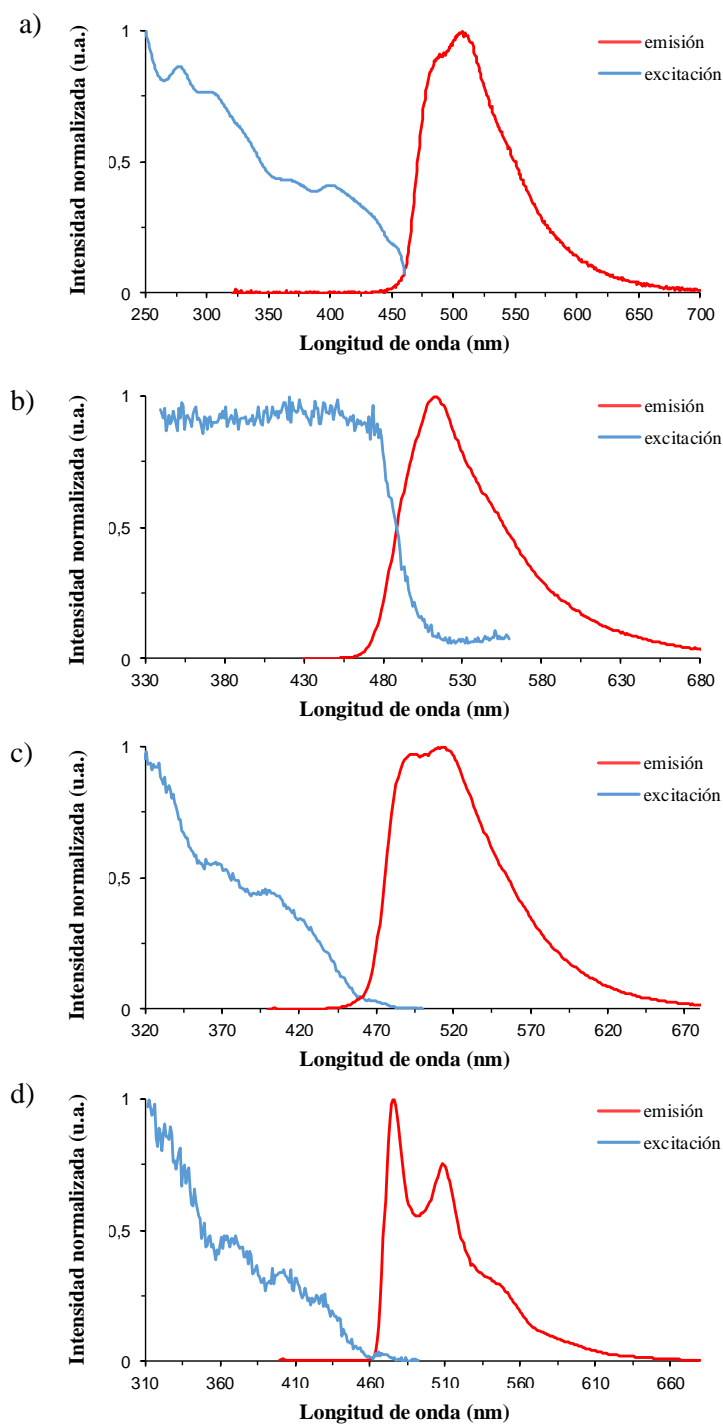 a)
Intensidad normalizada (u.a.)
1
0,5
0
emisión
excitación
250 300 350 400 450 500 550 600 650 700
Longitud de onda (nm)
b)
Intensidad normalizada (u.a.)
1
0,5
0
emisión
excitación
330 380 430 480 530 580 630 680
Longitud de onda (nm)
c)
Intensidad normalizada (u.a.)
1
0,5
0
emisión
excitación
320 370 420 470 520 570 620 670
Longitud de onda (nm)
d)
Intensidad normalizada (u.a.)
1
0,5
0
emisión
excitación
310 360 410 460 510 560 610 660
Longitud de onda (nm)